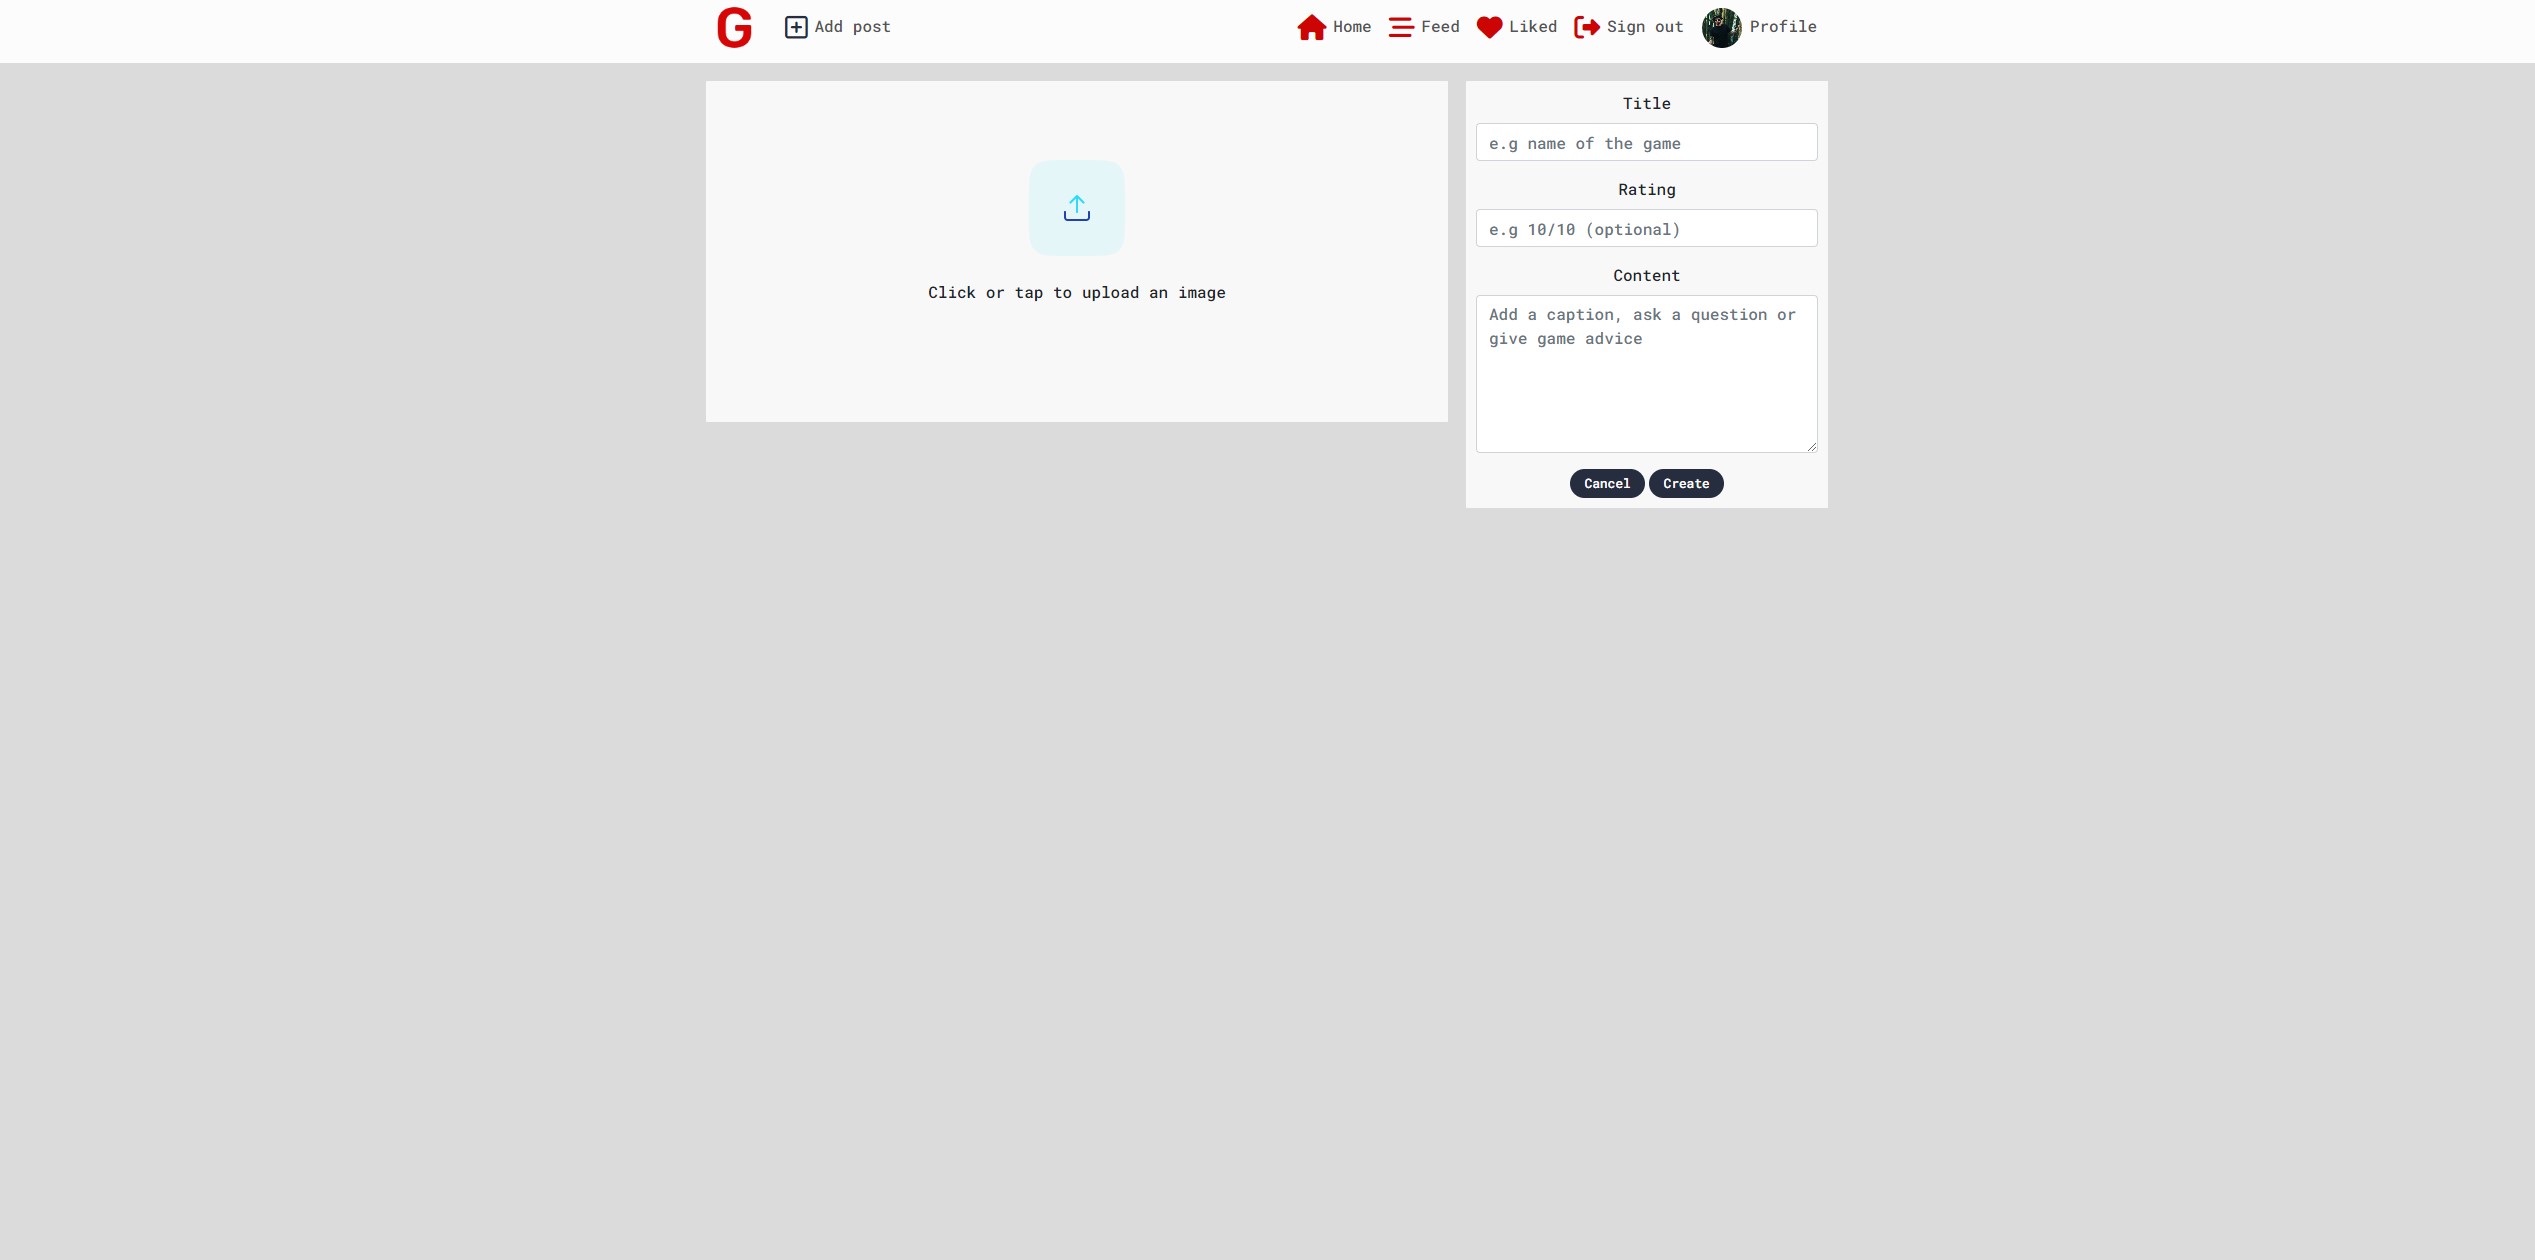 G
Add post
Home
Feed
Liked
Sign out
Profile
Click or tap to upload an image
Title
e.g name of the game
Rating
e.g 10/10 (optional)
Content
Add a caption, ask a question or
give game advice
Cancel
Create